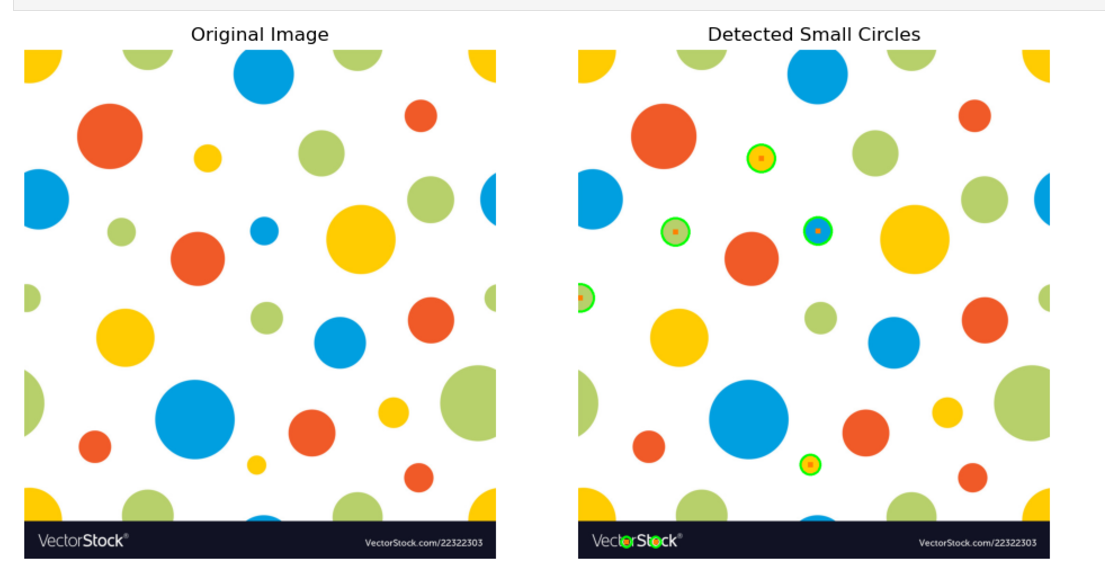 Original Image
Detected Small Circles
VectorStock®
VectorStock.com/22322303
VectorStock®
VectorStock.com/22322303